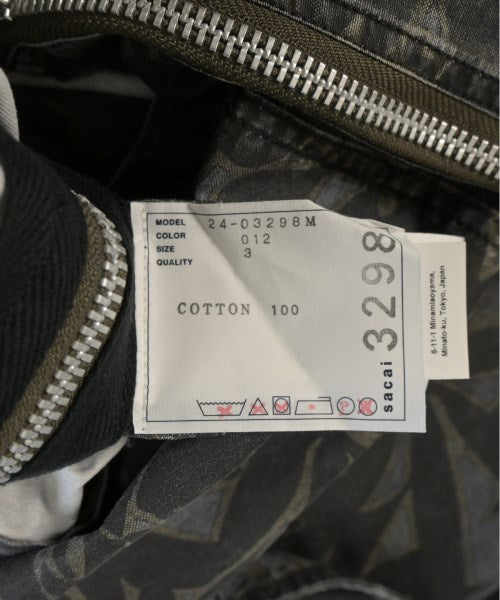 MODEL 24-03298M
COLOR 012
SIZE 3
QUALITY
COTTON 100
sacai 3298
6-11-1 Minamiaoyama,
Minato-ku, Tokyo, Japan